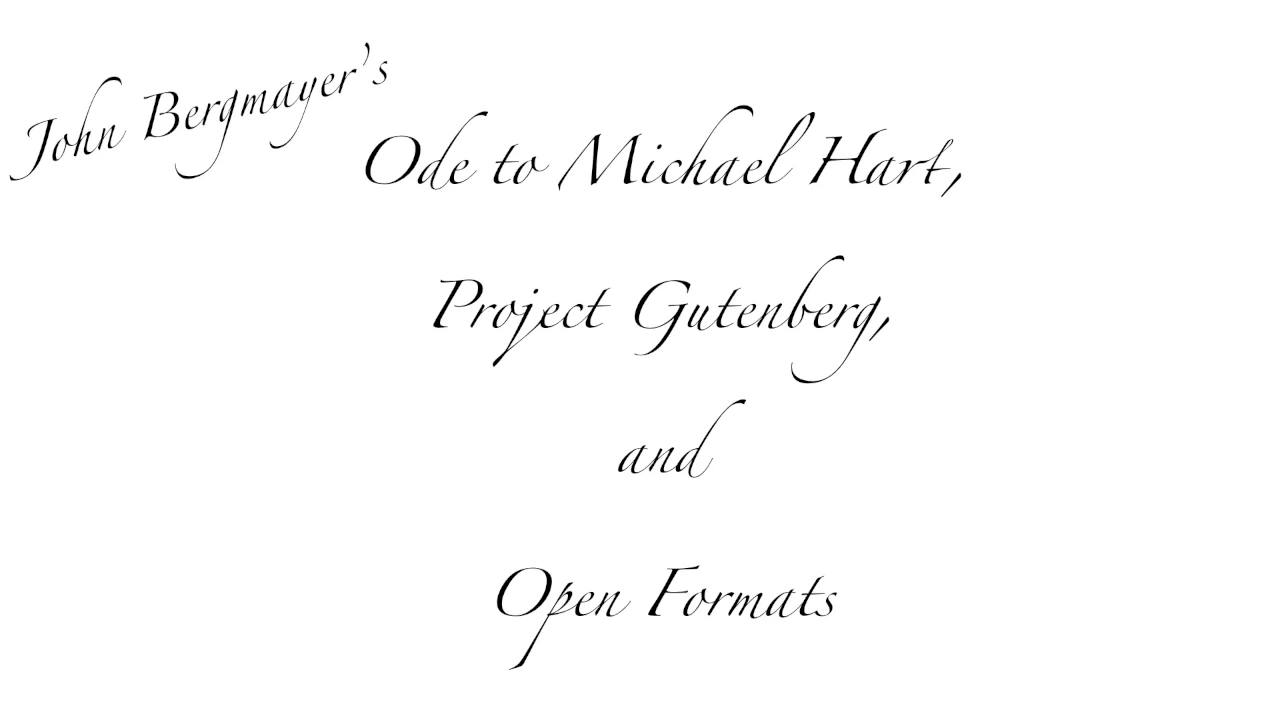 John Bergmayer's
Ode to Michael Hart,
Project Gutenberg,
and
Open Formats